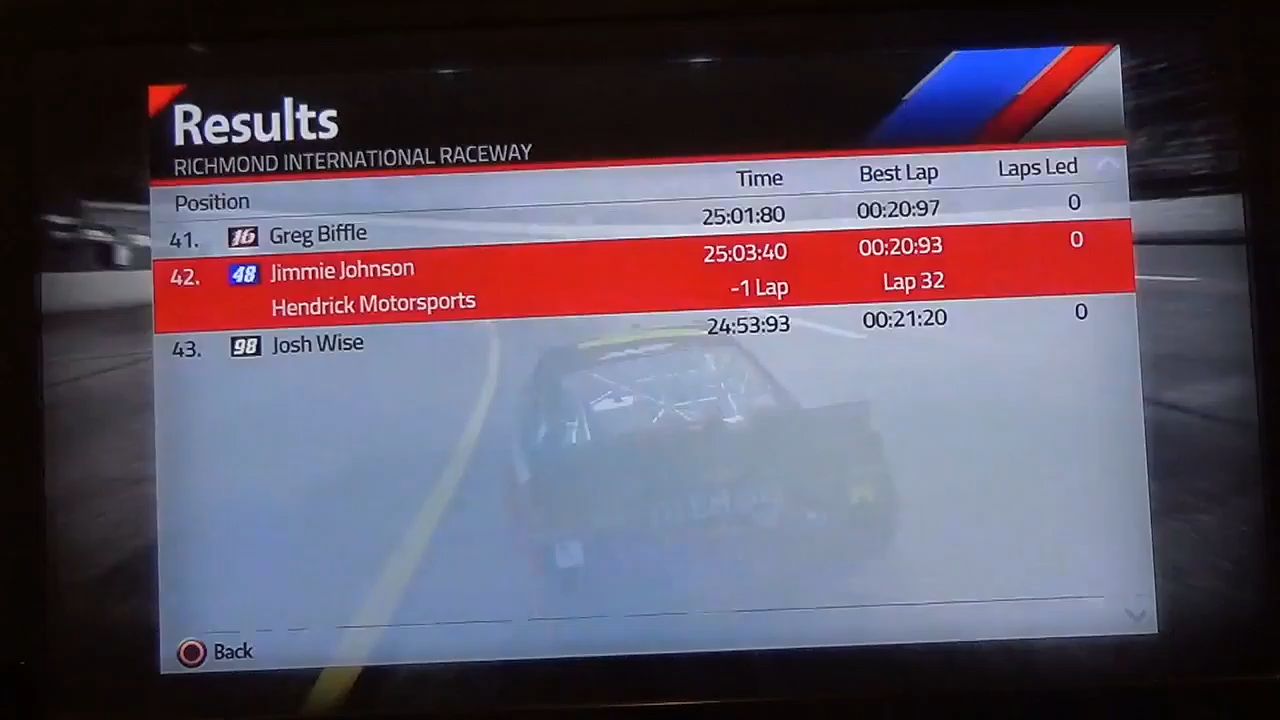 Results
RICHMOND INTERNATIONAL RACEWAY
Position Time Best Lap Laps Led
41. 16 Greg Biffle 25:01:80 00:20:97 0
42. 48 Jimmie Johnson 25:03:40 00:20:93 0
Hendrick Motorsports -1 Lap Lap 32
43. 98 Josh Wise 24:53:93 00:21:20 0
Back